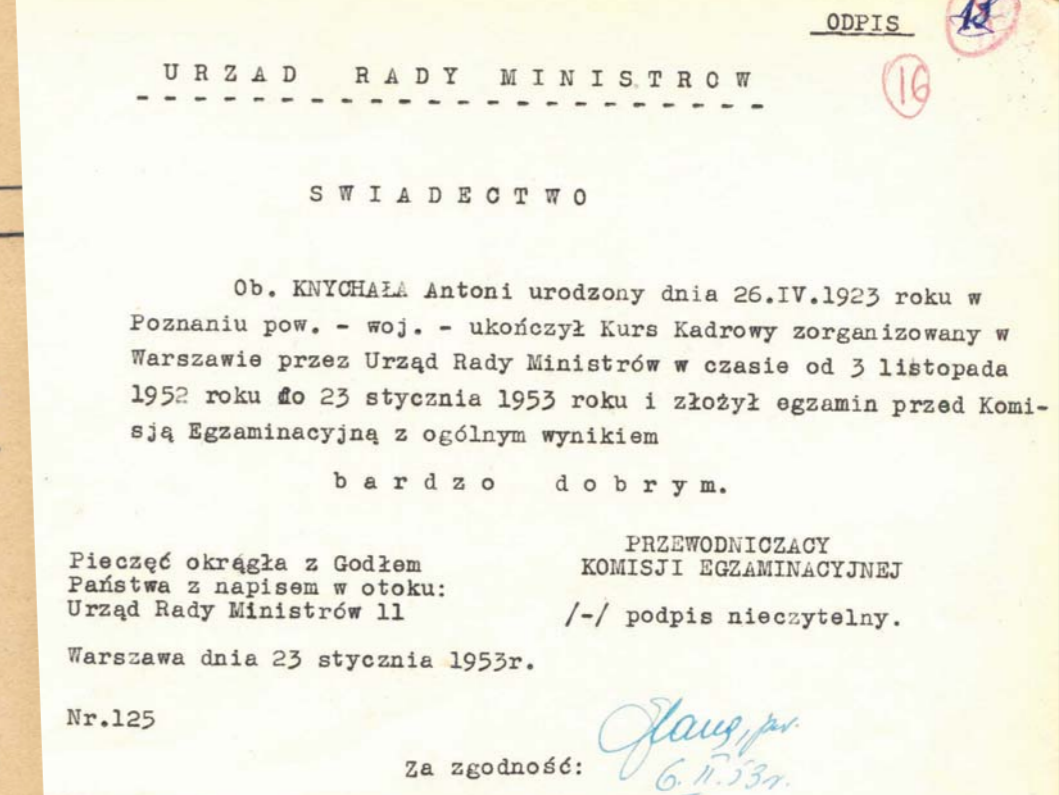 ODPIS
16
U R Z A D   R A D Y   M I N I S T R O W
S W I A D E C T W O
Ob. KNYCHAŁA Antoni urodzony dnia 26.IV.1923 roku w
Poznaniu pow. - woj. - ukończył Kurs Kadrowy zorganizowany w
Warszawie przez Urząd Rady Ministrów w czasie od 3 listopada
1952 roku do 23 stycznia 1953 roku i złożył egzamin przed Komi-
sją Egzaminacyjną z ogólnym wynikiem
b a r d z o   d o b r y m.
Pieczęć okrągła z Godłem
Państwa z napisem w otoku:
Urząd Rady Ministrów 11
PRZEWODNICZACY
KOMISJI EGZAMINACYJNEJ
/-/ podpis nieczytelny.
Warszawa dnia 23 stycznia 1953r.
Nr.125
Za zgodność:
6.II.53r.